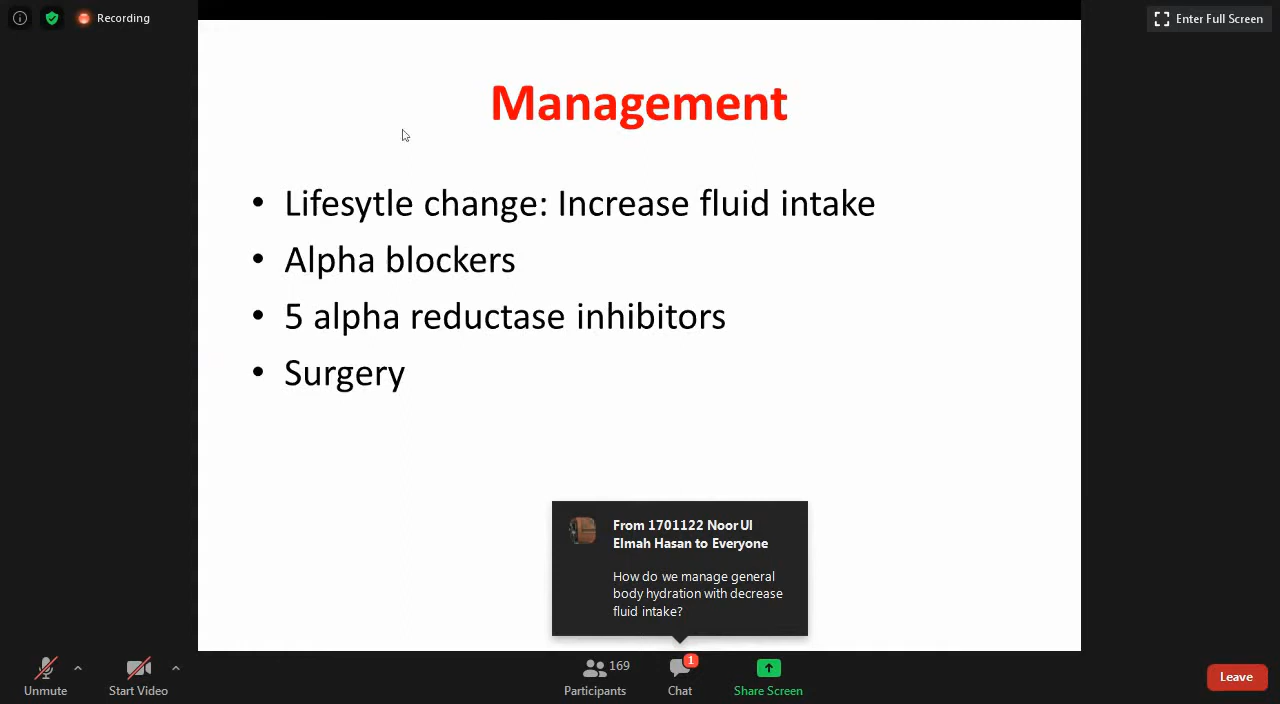 Recording
Enter Full Screen
Management
• Lifesytle change: Increase fluid intake
• Alpha blockers
• 5 alpha reductase inhibitors
• Surgery
From 1701122 Noor Ul
Elmah Hasan to Everyone
How do we manage general
body hydration with decrease
fluid intake?
Unmute
Start Video
169
Participants
1
Chat
Share Screen
Leave